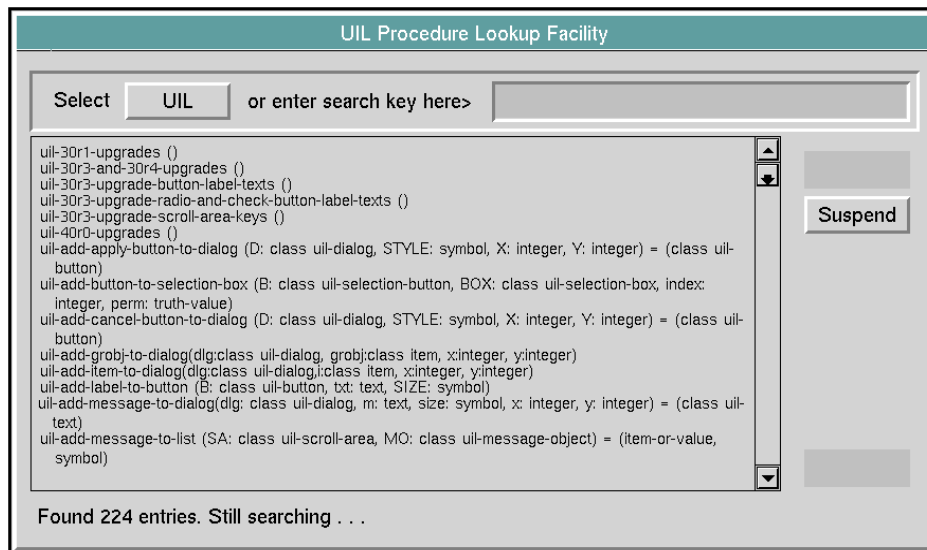 UIL Procedure Lookup Facility
Select UIL or enter search key here>
uil-30r1-upgrades ()
uil-30r3-and-30r4-upgrades ()
uil-30r3-upgrade-button-label-texts ()
uil-30r3-upgrade-radio-and-check-button-label-texts ()
uil-30r3-upgrade-scroll-area-keys ()
uil-40r0-upgrades ()
uil-add-apply-button-to-dialog (D: class uil-dialog, STYLE: symbol, X: integer, Y: integer) = (class uil-
button)
uil-add-button-to-selection-box (B: class uil-selection-button, BOX: class uil-selection-box, index:
integer, perm: truth-value)
uil-add-cancel-button-to-dialog (D: class uil-dialog, STYLE: symbol, X: integer, Y: integer) = (class uil-
button)
uil-add-grobj-to-dialog(dlg:class uil-dialog, grobj:class item, x:integer, y:integer)
uil-add-item-to-dialog(dlg:class uil-dialog,i:class item, x:integer, y:integer)
uil-add-label-to-button (B: class uil-button, txt: text, SIZE: symbol)
uil-add-message-to-dialog(dlg: class uil-dialog, m: text, size: symbol, x: integer, y: integer) = (class uil-
text)
uil-add-message-to-list (SA: class uil-scroll-area, MO: class uil-message-object) = (item-or-value,
symbol)
Suspend
Found 224 entries. Still searching . . .